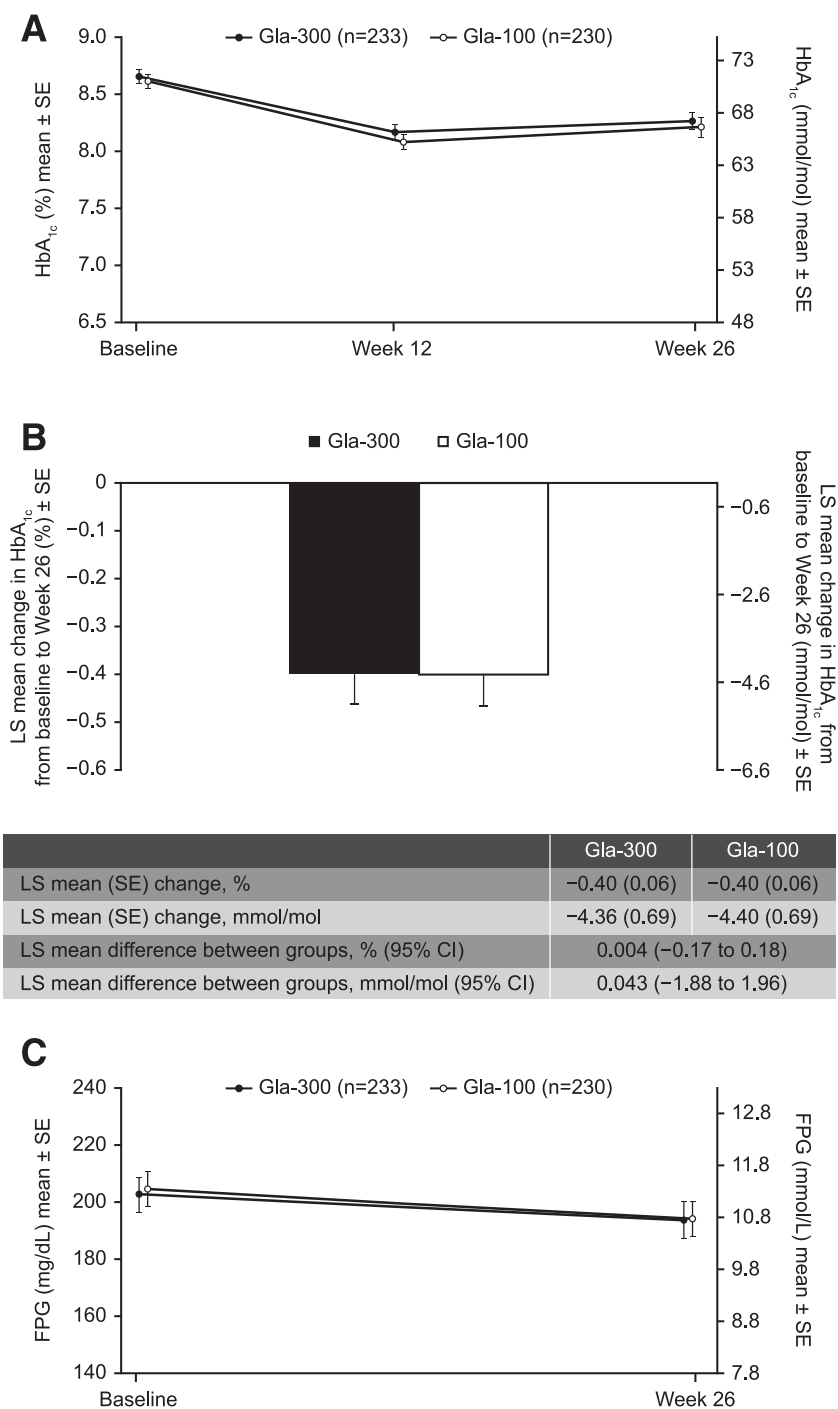 A
Gla-300 (n=233) Gla-100 (n=230)
HbA1c (%) mean ± SE
9.0
8.5
8.0
7.5
7.0
6.5
HbA1c (mmol/mol) mean ± SE
73
68
63
58
53
48
Baseline Week 12 Week 26
B
Gla-300 Gla-100
LS mean change in HbA1c
from baseline to Week 26 (%) ± SE
0
−0.1
−0.2
−0.3
−0.4
−0.5
−0.6
LS mean change in HbA1c from
baseline to Week 26 (mmol/mol) ± SE
−0.6
−2.6
−4.6
−6.6
Gla-300 Gla-100
LS mean (SE) change, % −0.40 (0.06) −0.40 (0.06)
LS mean (SE) change, mmol/mol −4.36 (0.69) −4.40 (0.69)
LS mean difference between groups, % (95% CI) 0.004 (−0.17 to 0.18)
LS mean difference between groups, mmol/mol (95% CI) 0.043 (−1.88 to 1.96)
C
Gla-300 (n=233) Gla-100 (n=230)
FPG (mg/dL) mean ± SE
240
220
200
180
160
140
FPG (mmol/L) mean ± SE
12.8
11.8
10.8
9.8
8.8
7.8
Baseline Week 26